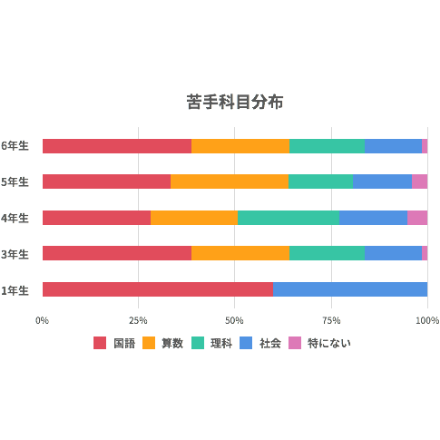 苦手科目分布
6年生
5年生
4年生
3年生
1年生
0% 25% 50% 75% 100%
国語 算数 理科 社会 特にない